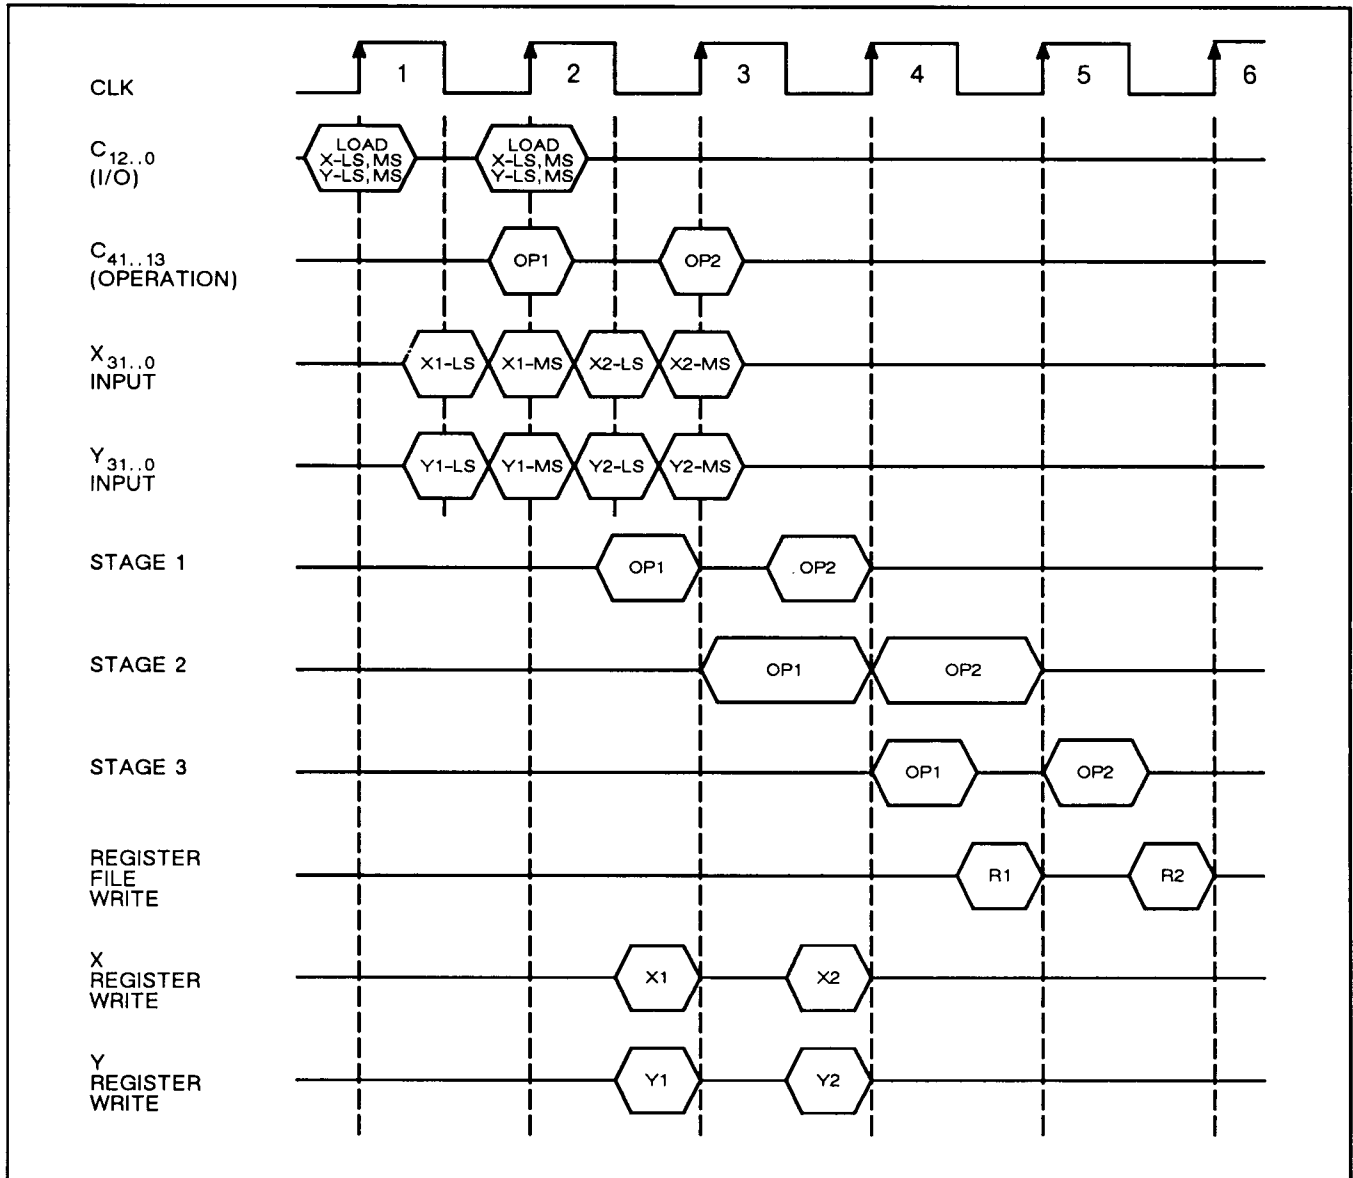 CLK 1 2 3 4 5 6
C12..0
(I/O)
LOAD
X-LS, MS
Y-LS, MS
LOAD
X-LS, MS
Y-LS, MS
C41..13
(OPERATION)
OP1 OP2
X31..0
INPUT
X1-LS X1-MS X2-LS X2-MS
Y31..0
INPUT
Y1-LS Y1-MS Y2-LS Y2-MS
STAGE 1 OP1 OP2
STAGE 2 OP1 OP2
STAGE 3 OP1 OP2
REGISTER
FILE
WRITE
R1 R2
X
REGISTER
WRITE
X1 X2
Y
REGISTER
WRITE
Y1 Y2